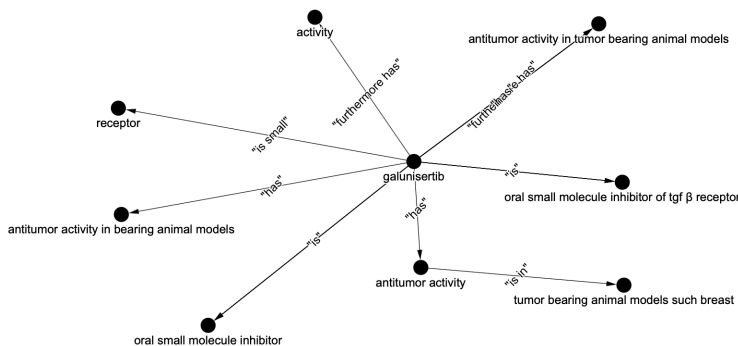 activity
antitumor activity in tumor bearing animal models
"furthermore has"
receptor
"is small"
galunisertib
"is"
oral small molecule inhibitor of tgf β receptor
"has"
antitumor activity in bearing animal models
"has"
"is"
antitumor activity
"is in"
tumor bearing animal models such breast
oral small molecule inhibitor